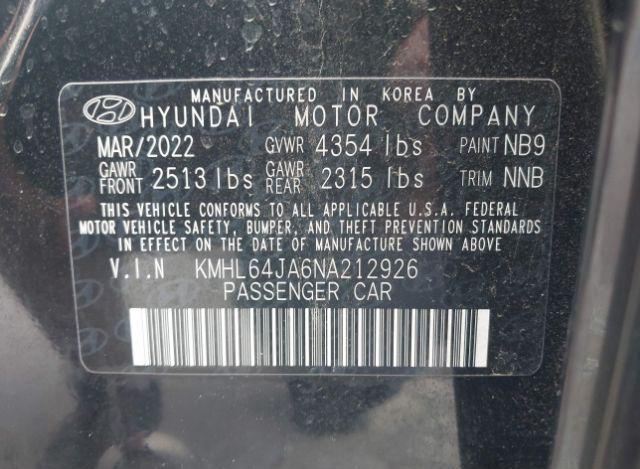 MANUFACTURED IN KOREA BY
HYUNDAI MOTOR COMPANY
MAR/2022 GVWR 4354 lbs PAINT NB9
GAWR FRONT 2513 lbs GAWR REAR 2315 lbs TRIM NNB
THIS VEHICLE CONFORMS TO ALL APPLICABLE U.S.A. FEDERAL
MOTOR VEHICLE SAFETY, BUMPER, AND THEFT PREVENTION STANDARDS
IN EFFECT ON THE DATE OF MANUFACTURE SHOWN ABOVE
V.I.N KMHL64JA6NA212926
PASSENGER CAR